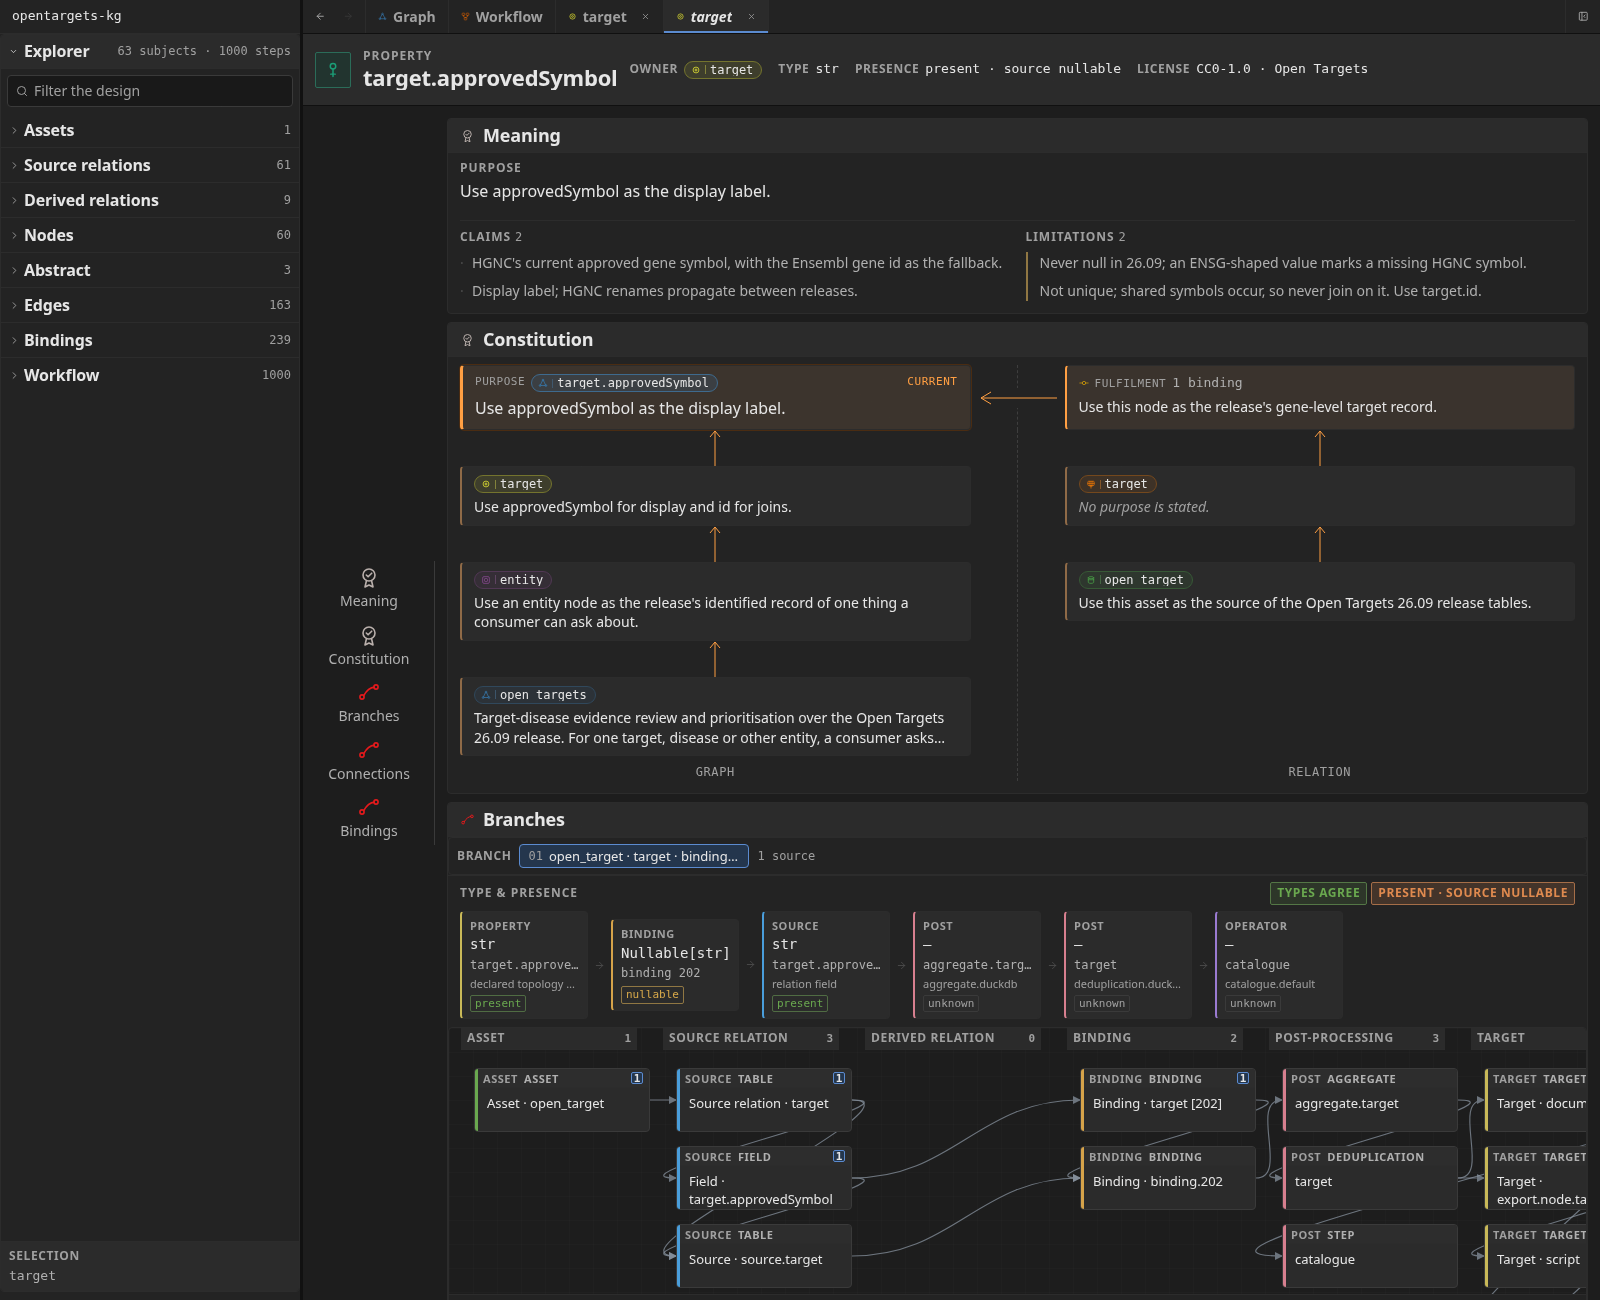 opentargets-kg
Explorer 63 subjects · 1000 steps
Filter the design
Assets 1
Source relations 61
Derived relations 9
Nodes 60
Abstract 3
Edges 163
Bindings 239
Workflow 1000
SELECTION
target
Graph
Workflow
target
target
PROPERTY
target.approvedSymbol
OWNER target TYPE str PRESENCE present · source nullable LICENSE CC0-1.0 · Open Targets
Meaning
Constitution
Branches
Connections
Bindings
Meaning
PURPOSE
Use approvedSymbol as the display label.
CLAIMS 2
· HGNC's current approved gene symbol, with the Ensembl gene id as the fallback.
· Display label; HGNC renames propagate between releases.
LIMITATIONS 2
Never null in 26.09; an ENSG-shaped value marks a missing HGNC symbol.
Not unique; shared symbols occur, so never join on it. Use target.id.
Constitution
PURPOSE target.approvedSymbol CURRENT
Use approvedSymbol as the display label.
target
Use approvedSymbol for display and id for joins.
entity
Use an entity node as the release's identified record of one thing a
consumer can ask about.
open targets
Target-disease evidence review and prioritisation over the Open Targets
26.09 release. For one target, disease or other entity, a consumer asks…
GRAPH
FULFILMENT 1 binding
Use this node as the release's gene-level target record.
target
No purpose is stated.
open target
Use this asset as the source of the Open Targets 26.09 release tables.
RELATION
Branches
BRANCH 01 open_target · target · binding… 1 source
TYPE & PRESENCE
TYPES AGREE PRESENT · SOURCE NULLABLE
PROPERTY
str
target.approve…
declared topology …
present
BINDING
Nullable[str]
binding 202
nullable
SOURCE
str
target.approve…
relation field
present
POST
—
aggregate.targ…
aggregate.duckdb
unknown
POST
—
target
deduplication.duck…
unknown
OPERATOR
—
catalogue
catalogue.default
unknown
ASSET 1
SOURCE RELATION 3
DERIVED RELATION 0
BINDING 2
POST-PROCESSING 3
TARGET
ASSET ASSET 1
Asset · open_target
SOURCE TABLE 1
Source relation · target
SOURCE FIELD 1
Field ·
target.approvedSymbol
SOURCE TABLE
Source · source.target
BINDING BINDING 1
Binding · target [202]
BINDING BINDING
Binding · binding.202
POST AGGREGATE
aggregate.target
POST DEDUPLICATION
target
POST STEP
catalogue
TARGET TARGET
Target · docum
TARGET TARGET
Target ·
export.node.ta
TARGET TARGET
Target · script